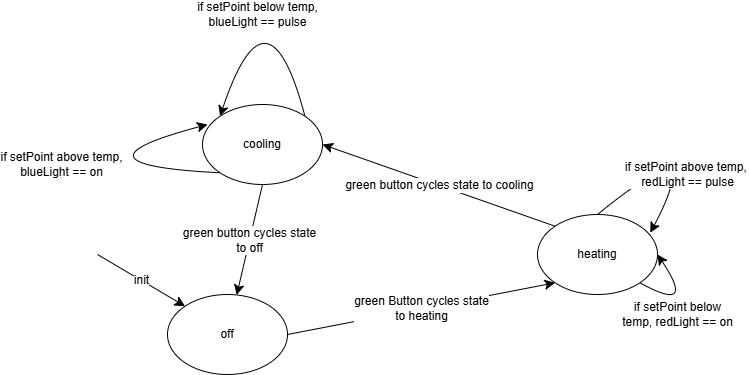 if setPoint below temp,
blueLight == pulse
cooling
if setPoint above temp,
blueLight == on
if setPoint above temp,
redLight == pulse
green button cycles state to cooling
green button cycles state
to off
heating
init
green Button cycles state
to heating
if setPoint below
temp, redLight == on
off